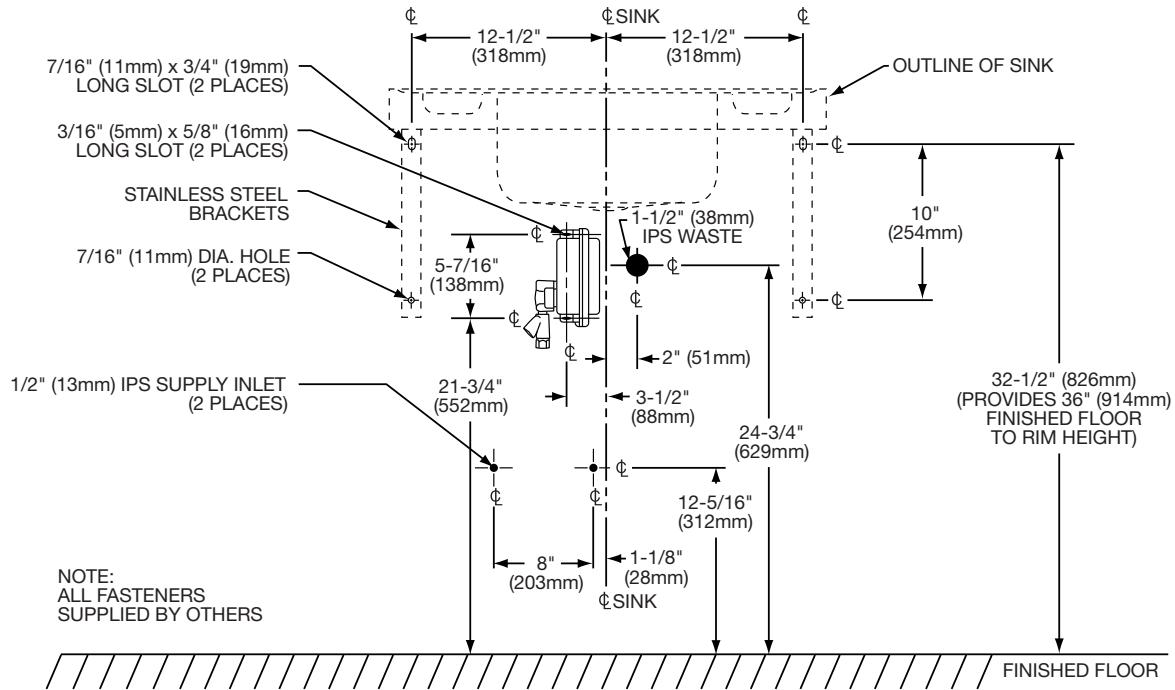 ℄
℄ SINK
℄
12-1/2"
(318mm)
12-1/2"
(318mm)
7/16" (11mm) x 3/4" (19mm)
LONG SLOT (2 PLACES)
OUTLINE OF SINK
3/16" (5mm) x 5/8" (16mm)
LONG SLOT (2 PLACES)
℄
STAINLESS STEEL
BRACKETS
10"
(254mm)
1-1/2" (38mm)
IPS WASTE
℄
7/16" (11mm) DIA. HOLE
(2 PLACES)
5-7/16"
(138mm)
℄
℄
℄
℄
℄
2" (51mm)
1/2" (13mm) IPS SUPPLY INLET
(2 PLACES)
21-3/4"
(552mm)
3-1/2"
(88mm)
32-1/2" (826mm)
(PROVIDES 36" (914mm)
FINISHED FLOOR
TO RIM HEIGHT)
24-3/4"
(629mm)
℄
℄
℄
12-5/16"
(312mm)
8"
(203mm)
1-1/8"
(28mm)
℄ SINK
NOTE:
ALL FASTENERS
SUPPLIED BY OTHERS
FINISHED FLOOR